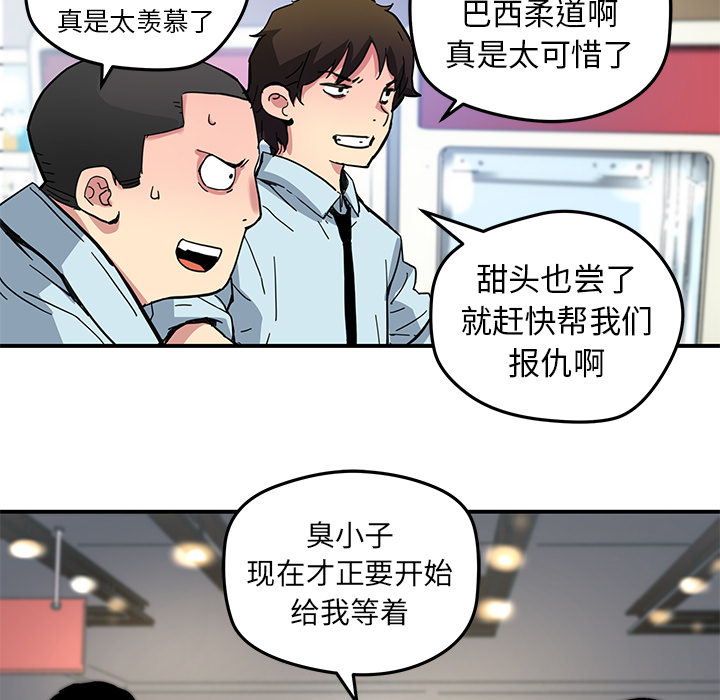 真是太羡慕了
巴西柔道啊
真是太可惜了
甜头也尝了
就赶快帮我们
报仇啊
臭小子
现在才正要开始
给我等着